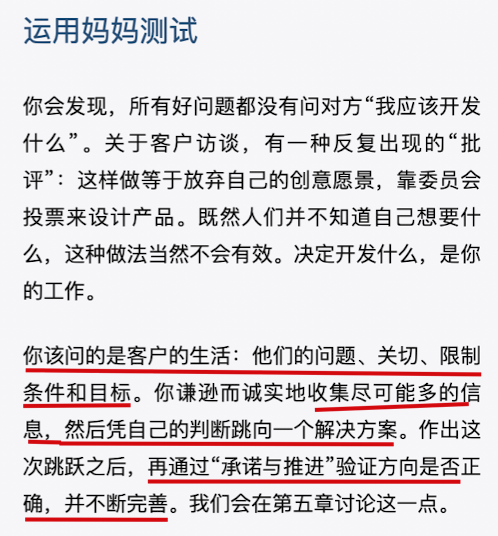 运用妈妈测试
你会发现，所有好问题都没有问对方“我应该开发
什么”。关于客户访谈，有一种反复出现的“批
评”：这样做等于放弃自己的创意愿景，靠委员会
投票来设计产品。既然人们并不知道自己想要什
么，这种做法当然不会有效。决定开发什么，是你
的工作。
你该问的是客户的生活：他们的问题、关切、限制
条件和目标。你谦逊而诚实地收集尽可能多的信
息，然后凭自己的判断跳向一个解决方案。作出这
次跳跃之后，再通过“承诺与推进”验证方向是否正
确，并不断完善。我们会在第五章讨论这一点。